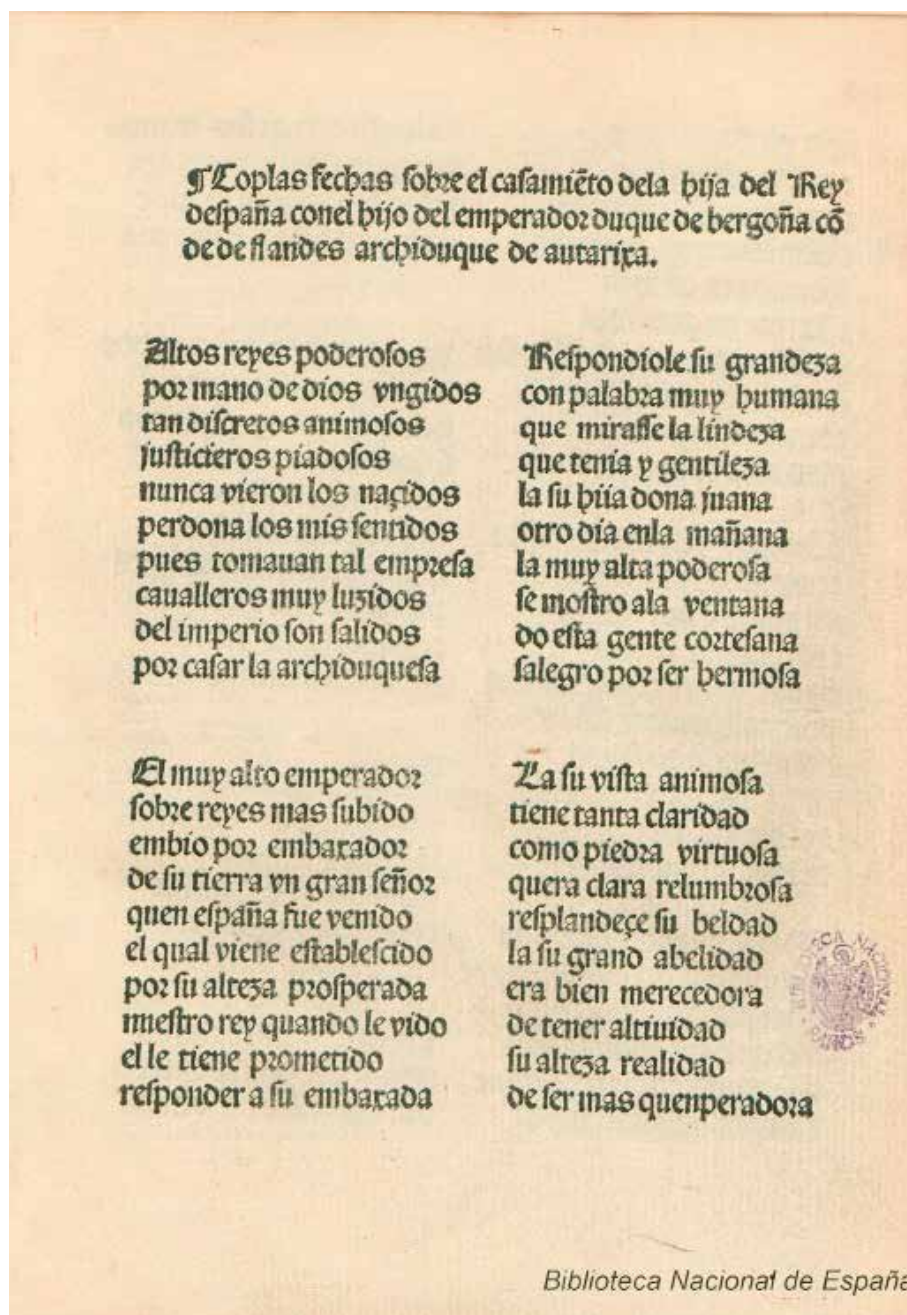 ¶ Coplas fechas sobre el casamiẽto dela hija del Rey
despaña conel hijo del emperador duque de bergoña cõ
de de flandes archiduque de autarixa.
Altos reyes poderosos
por mano de dios vngidos
tan discretos animosos
justicieros piadosos
nunca vieron los naçidos
perdona los mis sentidos
pues tomauan tal empresa
caualleros muy luzidos
del imperio son salidos
por casar la archiduquesa
El muy alto emperador
sobre reyes mas subido
embio por embaxador
de su tierra vn gran señor
quen españa fue venido
el qual viene establescido
por su alteza prosperada
nuestro rey quando le vido
el le tiene prometido
responder a su embaxada
Respondiole su grandeza
con palabra muy humana
que mirasse la lindeza
que tenia y gentileza
la su hija dona juana
otro dia enla mañana
la muy alta poderosa
se mostro ala ventana
do esta gente cortesana
salegro por ser hermosa
La su vista animosa
tiene tanta claridad
como piedra virtuosa
quera clara relumbrosa
resplandeçe su beldad
la su grand abelidad
era bien merecedora
de tener altiuidad
su alteza realidad
de ser mas quenperadora
Biblioteca Nacional de España